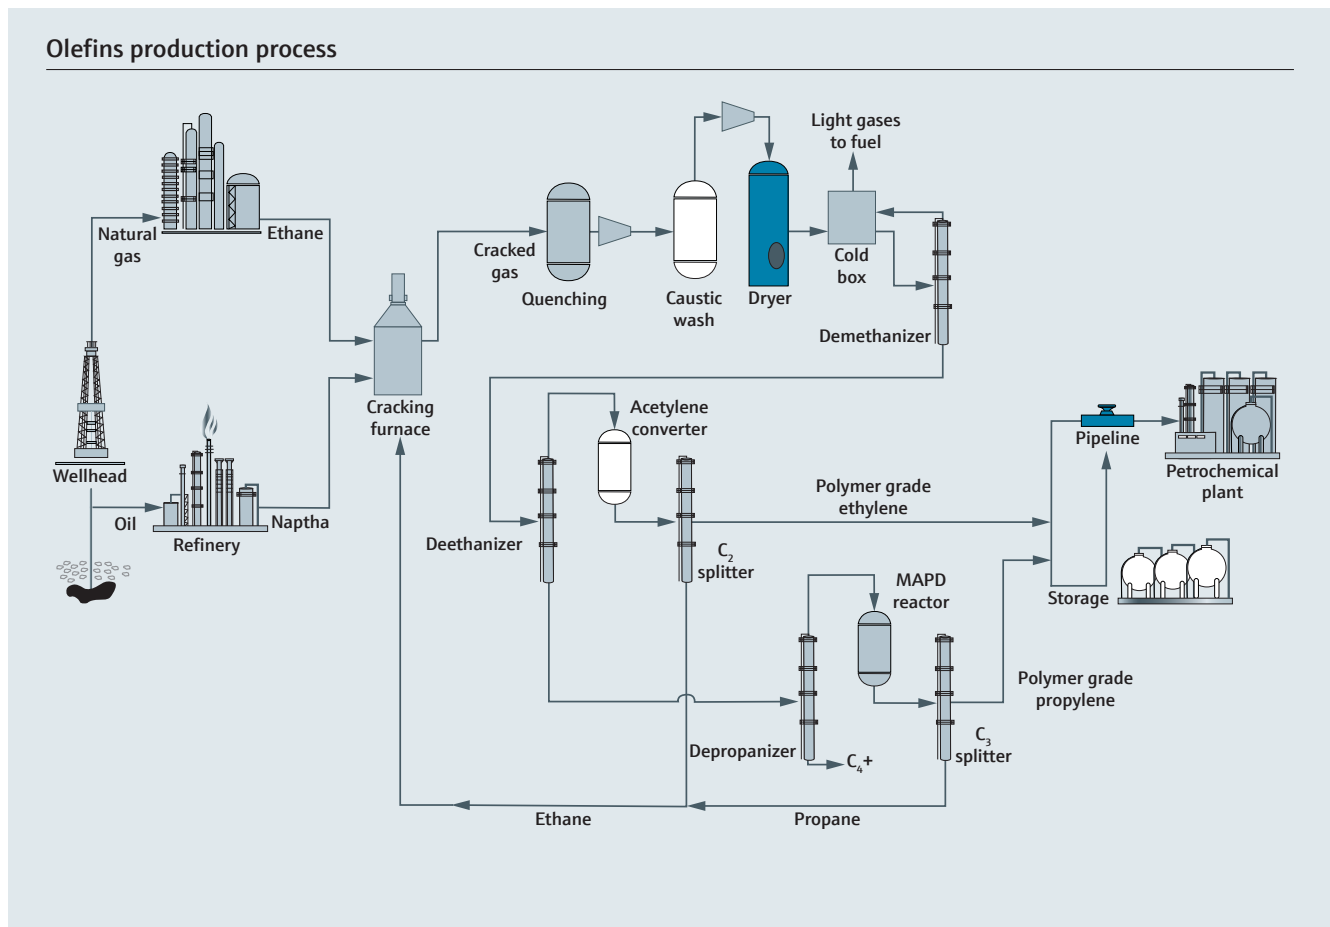 Olefins production process
Light gases
to fuel
Natural
gas
Ethane
Cracked
gas
Quenching
Caustic
wash
Dryer
Cold
box
Demethanizer
Cracking
furnace
Wellhead
Oil
Refinery
Naptha
Acetylene
converter
Deethanizer
C₂
splitter
Polymer grade
ethylene
Pipeline
Petrochemical
plant
Storage
MAPD
reactor
Polymer grade
propylene
Depropanizer
C₄+
C₃
splitter
Ethane
Propane